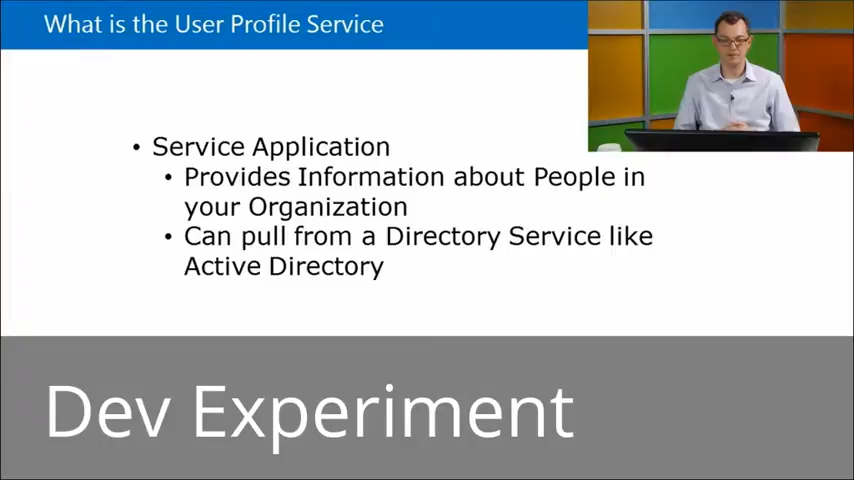 What is the User Profile Service
• Service Application
• Provides Information about People in
your Organization
• Can pull from a Directory Service like
Active Directory
Dev Experiment